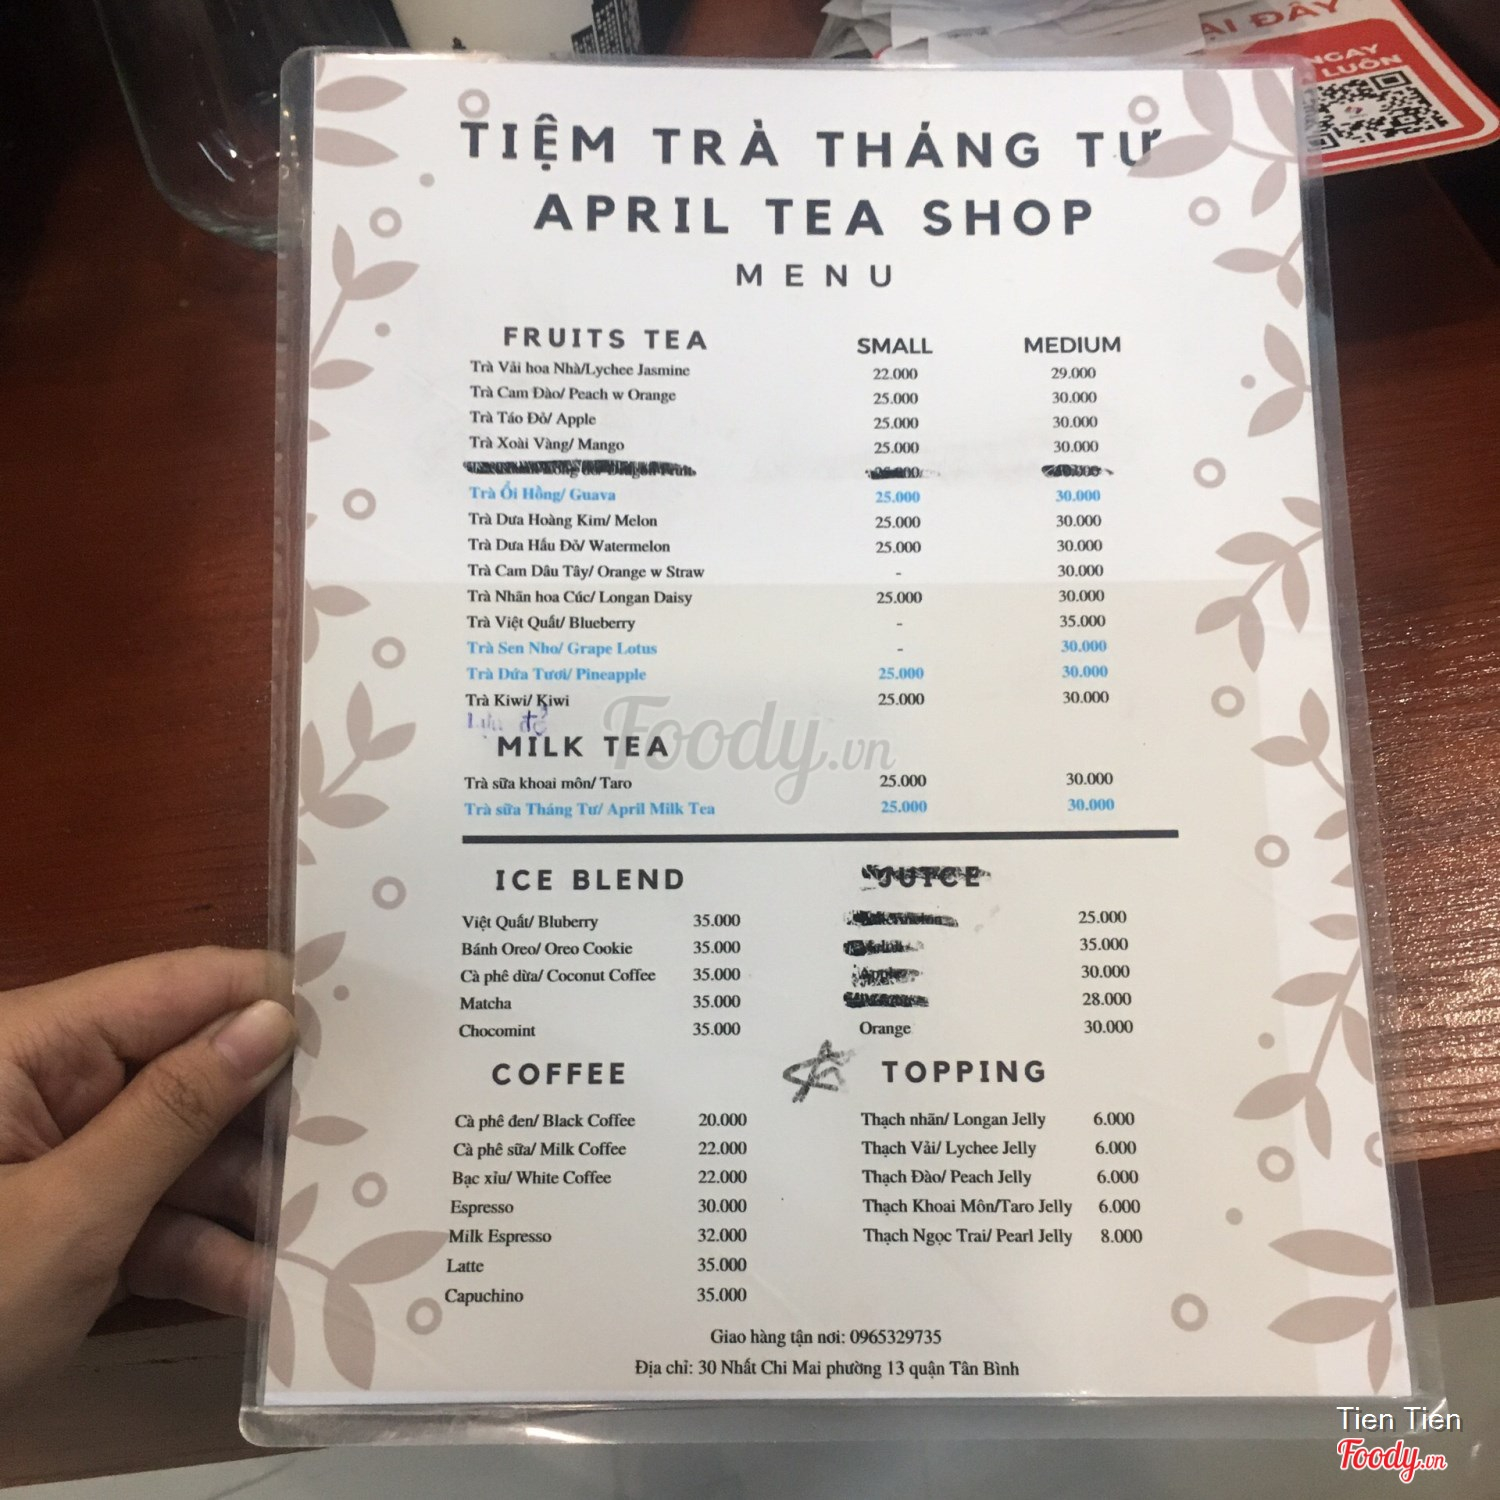 ẠI ĐÂY
NGAY
LUÔN
TIỆM TRÀ THÁNG TƯ
APRIL TEA SHOP
MENU
FRUITS TEA SMALL MEDIUM
Trà Vải hoa Nhà/Lychee Jasmine 22.000 29.000
Trà Cam Đào/ Peach w Orange 25.000 30.000
Trà Táo Đỏ/ Apple 25.000 30.000
Trà Xoài Vàng/ Mango 25.000 30.000
Trà Ổi Hồng/ Guava 25.000 30.000
Trà Dưa Hoàng Kim/ Melon 25.000 30.000
Trà Dưa Hấu Đỏ/ Watermelon 25.000 30.000
Trà Cam Dâu Tây/ Orange w Straw - 30.000
Trà Nhãn hoa Cúc/ Longan Daisy 25.000 30.000
Trà Việt Quất/ Blueberry - 35.000
Trà Sen Nho/ Grape Lotus - 30.000
Trà Dứa Tươi/ Pineapple 25.000 30.000
Trà Kiwi/ Kiwi 25.000 30.000
MILK TEA
Trà sữa khoai môn/ Taro 25.000 30.000
Trà sữa Tháng Tư/ April Milk Tea 25.000 30.000
ICE BLEND JUICE
Việt Quất/ Bluberry 35.000 25.000
Bánh Oreo/ Oreo Cookie 35.000 35.000
Cà phê dừa/ Coconut Coffee 35.000 Apple 30.000
Matcha 35.000 28.000
Chocomint 35.000 Orange 30.000
COFFEE TOPPING
Cà phê đen/ Black Coffee 20.000 Thạch nhãn/ Longan Jelly 6.000
Cà phê sữa/ Milk Coffee 22.000 Thạch Vải/ Lychee Jelly 6.000
Bạc xỉu/ White Coffee 22.000 Thạch Đào/ Peach Jelly 6.000
Espresso 30.000 Thạch Khoai Môn/Taro Jelly 6.000
Milk Espresso 32.000 Thạch Ngọc Trai/ Pearl Jelly 8.000
Latte 35.000
Capuchino 35.000
Giao hàng tận nơi: 0965329735
Địa chỉ: 30 Nhất Chi Mai phường 13 quận Tân Bình
Foody.vn
Tien Tien
Foody.vn